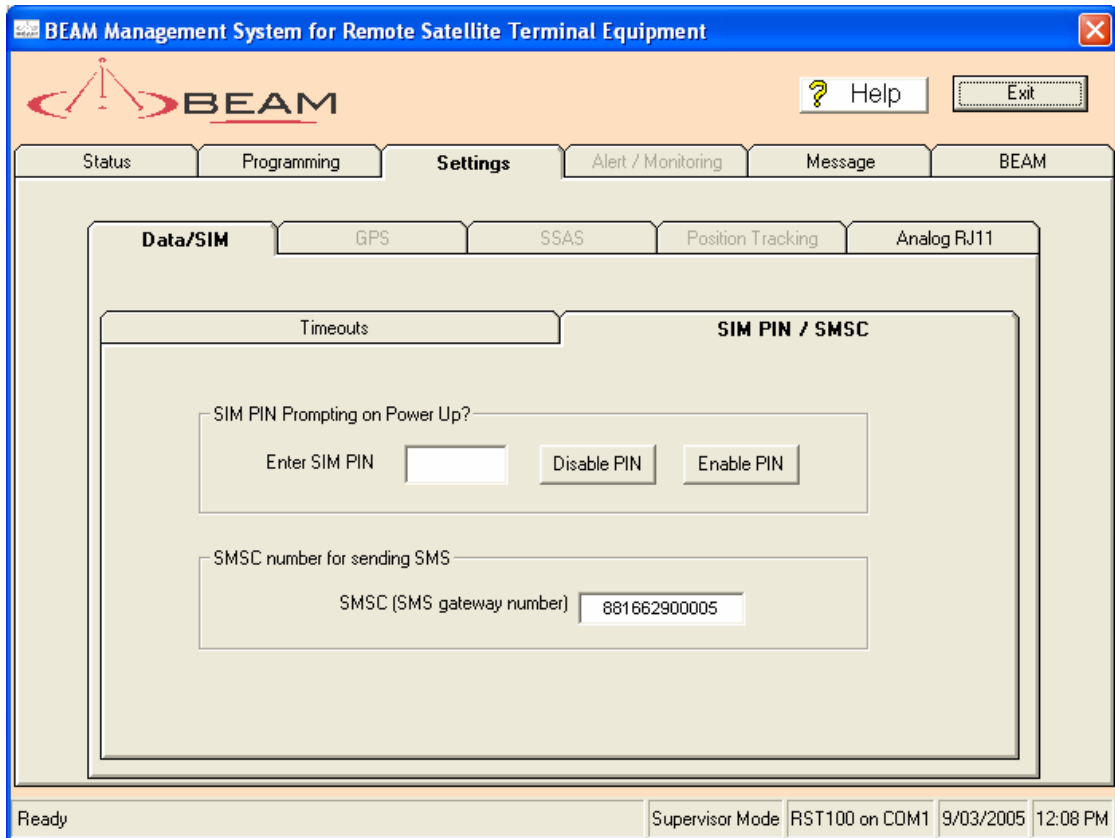 BEAM Management System for Remote Satellite Terminal Equipment
BEAM
? Help
Exit
Status Programming Settings Alert / Monitoring Message BEAM
Data/SIM GPS SSAS Position Tracking Analog RJ11
Timeouts SIM PIN / SMSC
SIM PIN Prompting on Power Up?
Enter SIM PIN Disable PIN Enable PIN
SMSC number for sending SMS
SMSC (SMS gateway number) 881662900005
Ready Supervisor Mode RST100 on COM1 9/03/2005 12:08 PM